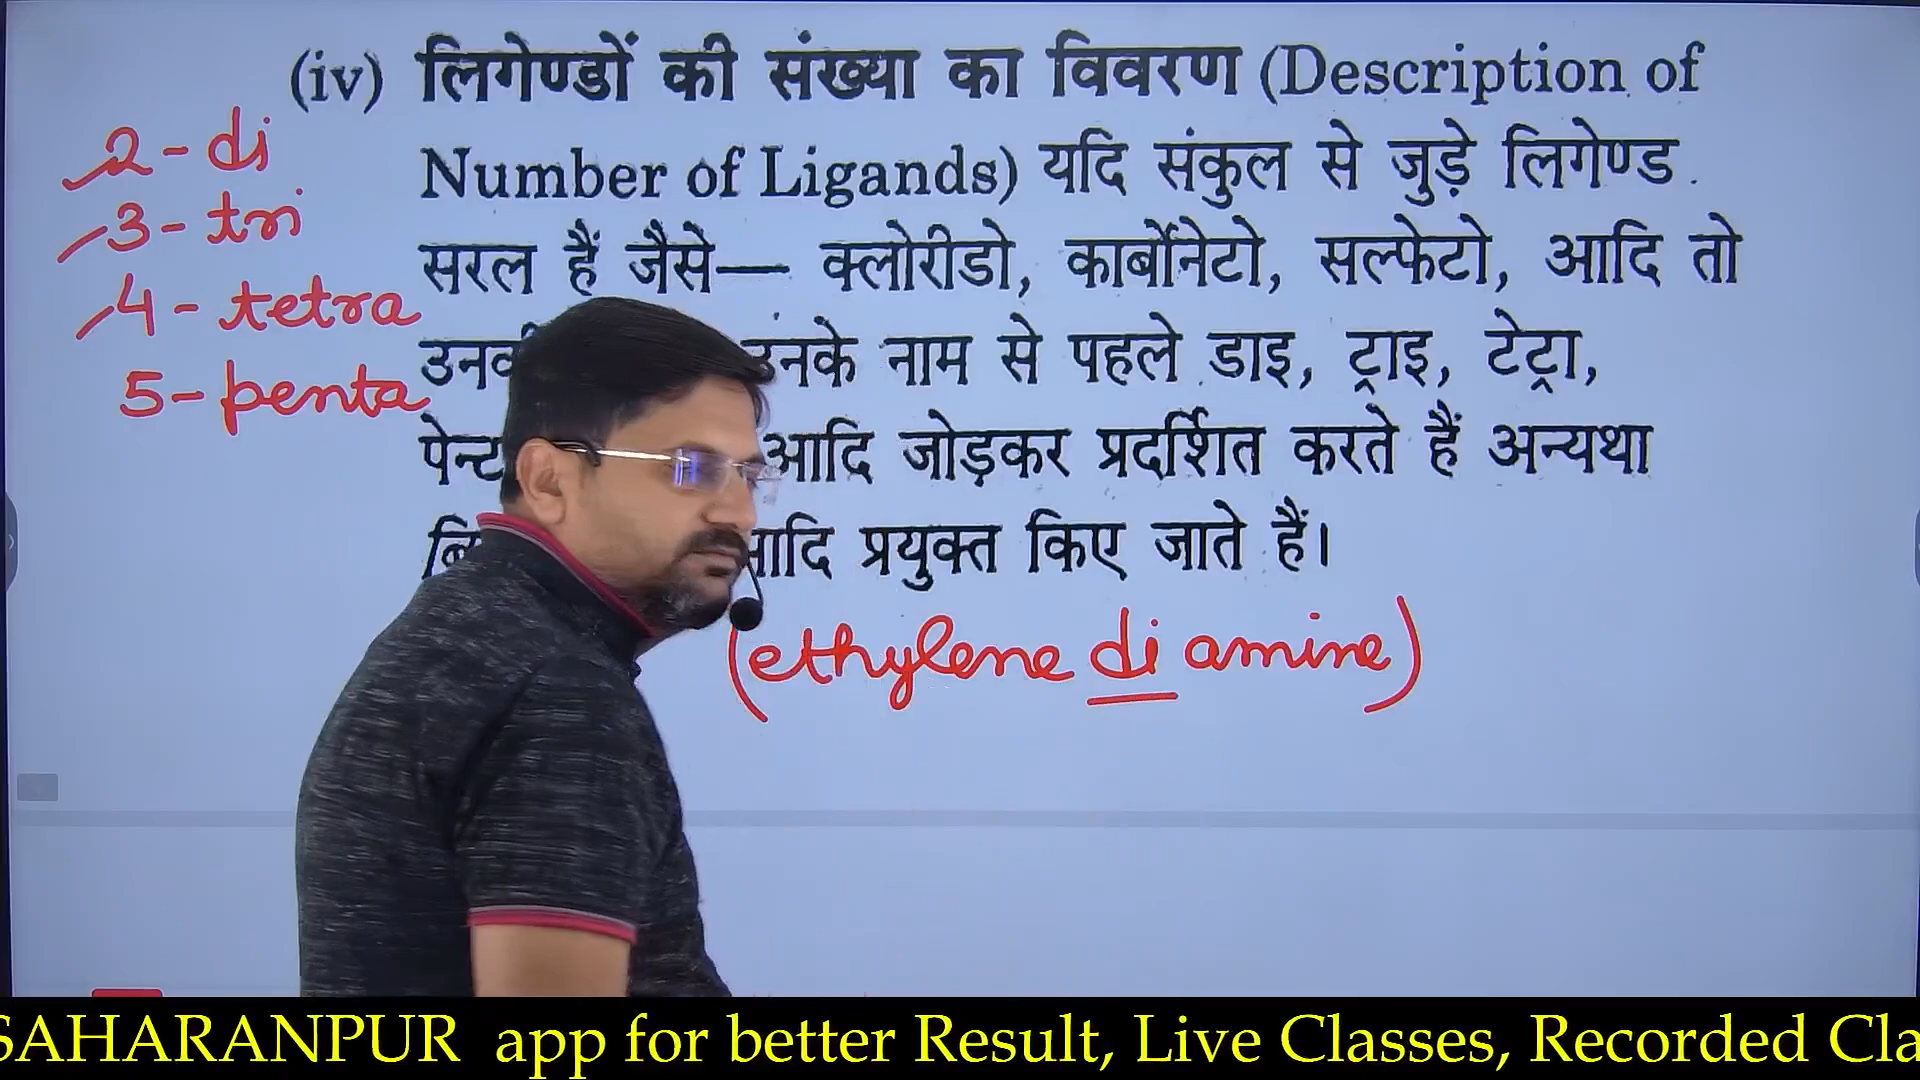 (iv) लिगेण्डों की संख्या का विवरण (Description of
Number of Ligands) यदि संकुल से जुड़े लिगेण्ड
सरल हैं जैसे— क्लोरीडो, कार्बोनेटो, सल्फेटो, आदि तो
उनके नाम से पहले डाइ, ट्राइ, टेट्रा,
आदि जोड़कर प्रदर्शित करते हैं अन्यथा
आदि प्रयुक्त किए जाते हैं।
2 - di
3 - tri
4 - tetra
5 - penta
(ethylene di amine)
SAHARANPUR app for better Result, Live Classes, Recorded Cla